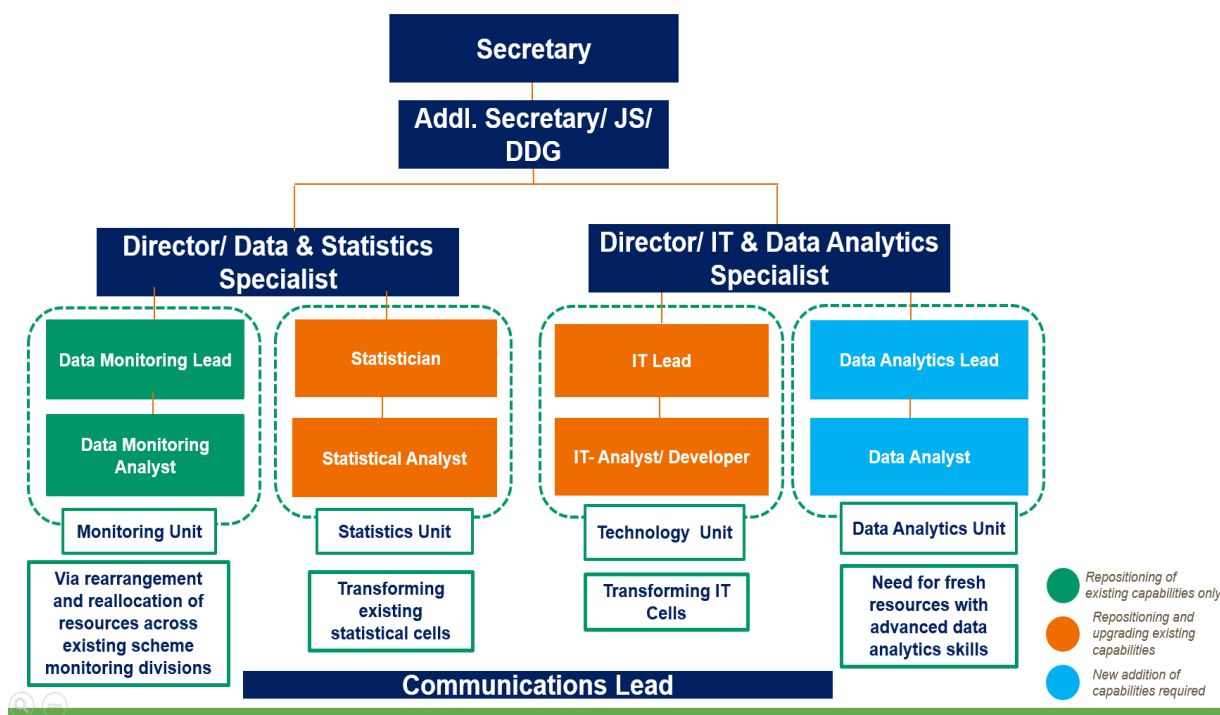 Secretary
Addl. Secretary/ JS/
DDG
Director/ Data & Statistics
Specialist
Director/ IT & Data Analytics
Specialist
Data Monitoring Lead
Statistician
IT Lead
Data Analytics Lead
Data Monitoring
Analyst
Statistical Analyst
IT- Analyst/ Developer
Data Analyst
Monitoring Unit
Statistics Unit
Technology Unit
Data Analytics Unit
Via rearrangement
and reallocation of
resources across
existing scheme
monitoring divisions
Transforming
existing
statistical cells
Transforming IT
Cells
Need for fresh
resources with
advanced data
analytics skills
Repositioning of
existing capabilities only
Repositioning and
upgrading existing
capabilities
New addition of
capabilities required
Communications Lead